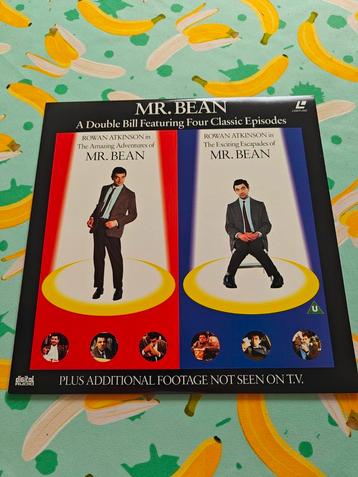 MR. BEAN
A Double Bill Featuring Four Classic Episodes
ROWAN ATKINSON in
The Amazing Adventures of
MR. BEAN
ROWAN ATKINSON in
The Exciting Escapades of
MR. BEAN
U
PLUS ADDITIONAL FOOTAGE NOT SEEN ON T.V.
digital